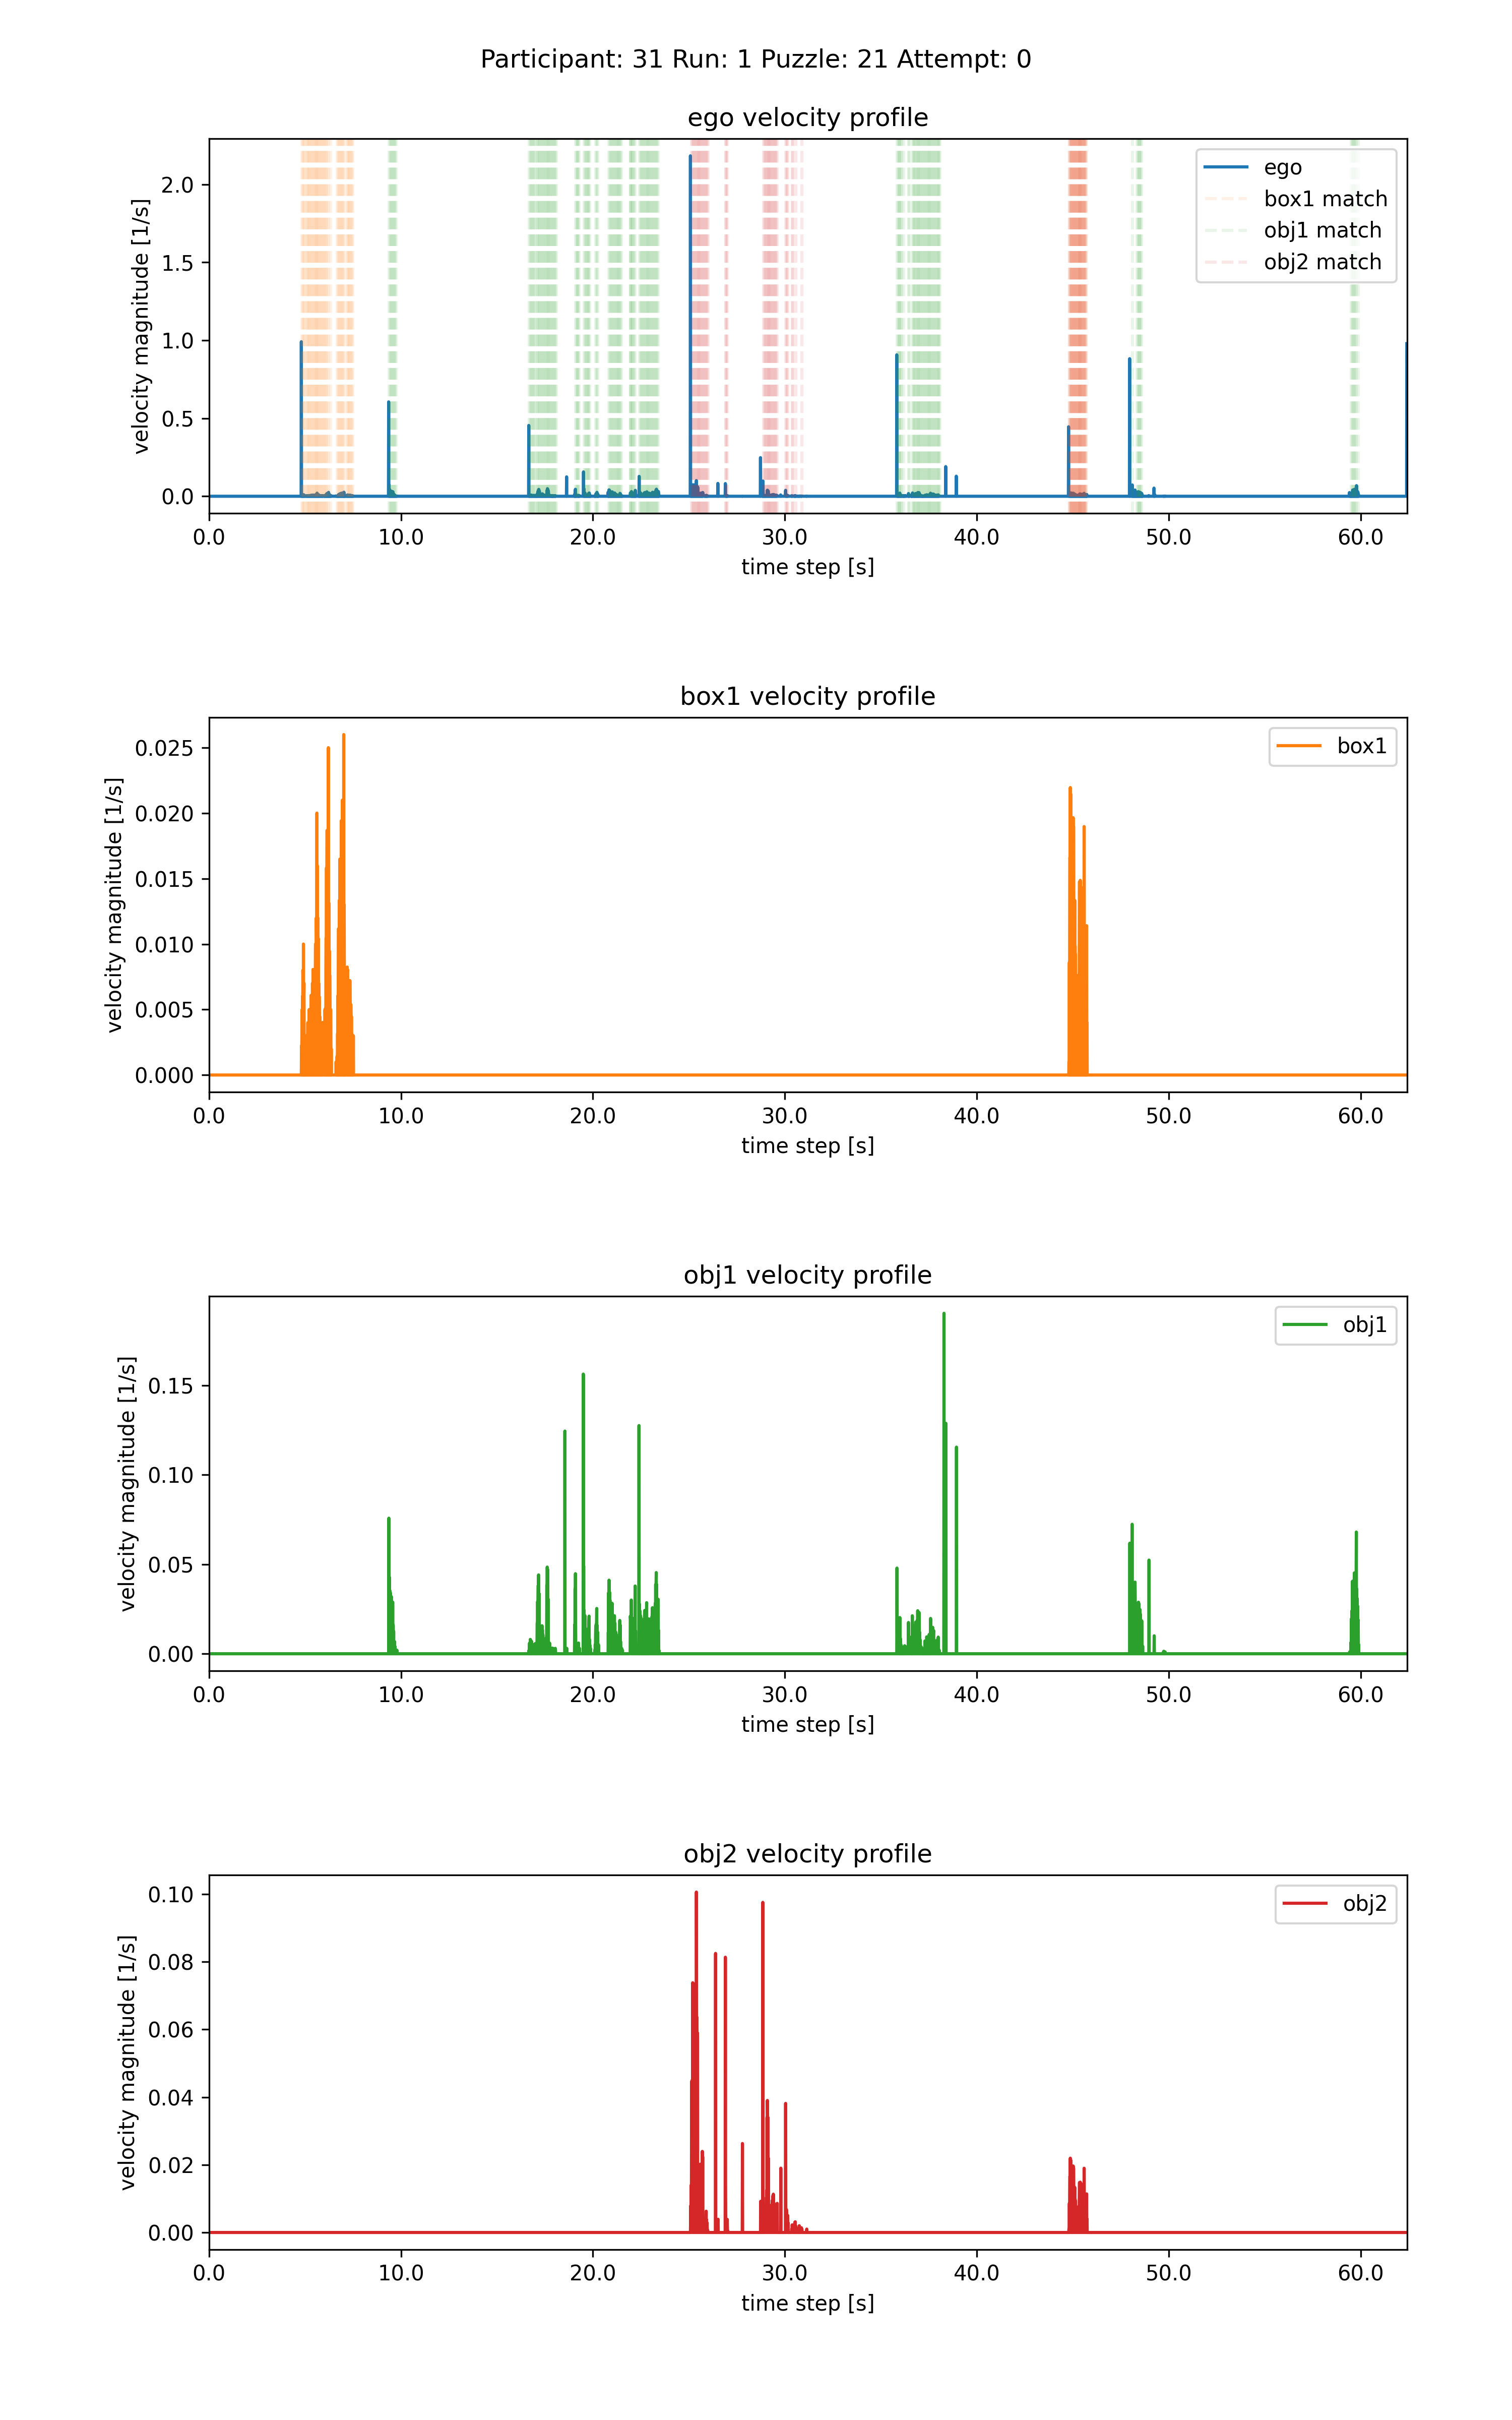 Participant: 31 Run: 1 Puzzle: 21 Attempt: 0
ego velocity profile
velocity magnitude [1/s]
2.0
1.5
1.0
0.5
0.0
ego
box1 match
obj1 match
obj2 match
0.0 10.0 20.0 30.0 40.0 50.0 60.0
time step [s]
box1 velocity profile
velocity magnitude [1/s]
0.025
0.020
0.015
0.010
0.005
0.000
box1
0.0 10.0 20.0 30.0 40.0 50.0 60.0
time step [s]
obj1 velocity profile
velocity magnitude [1/s]
0.15
0.10
0.05
0.00
obj1
0.0 10.0 20.0 30.0 40.0 50.0 60.0
time step [s]
obj2 velocity profile
velocity magnitude [1/s]
0.10
0.08
0.06
0.04
0.02
0.00
obj2
0.0 10.0 20.0 30.0 40.0 50.0 60.0
time step [s]